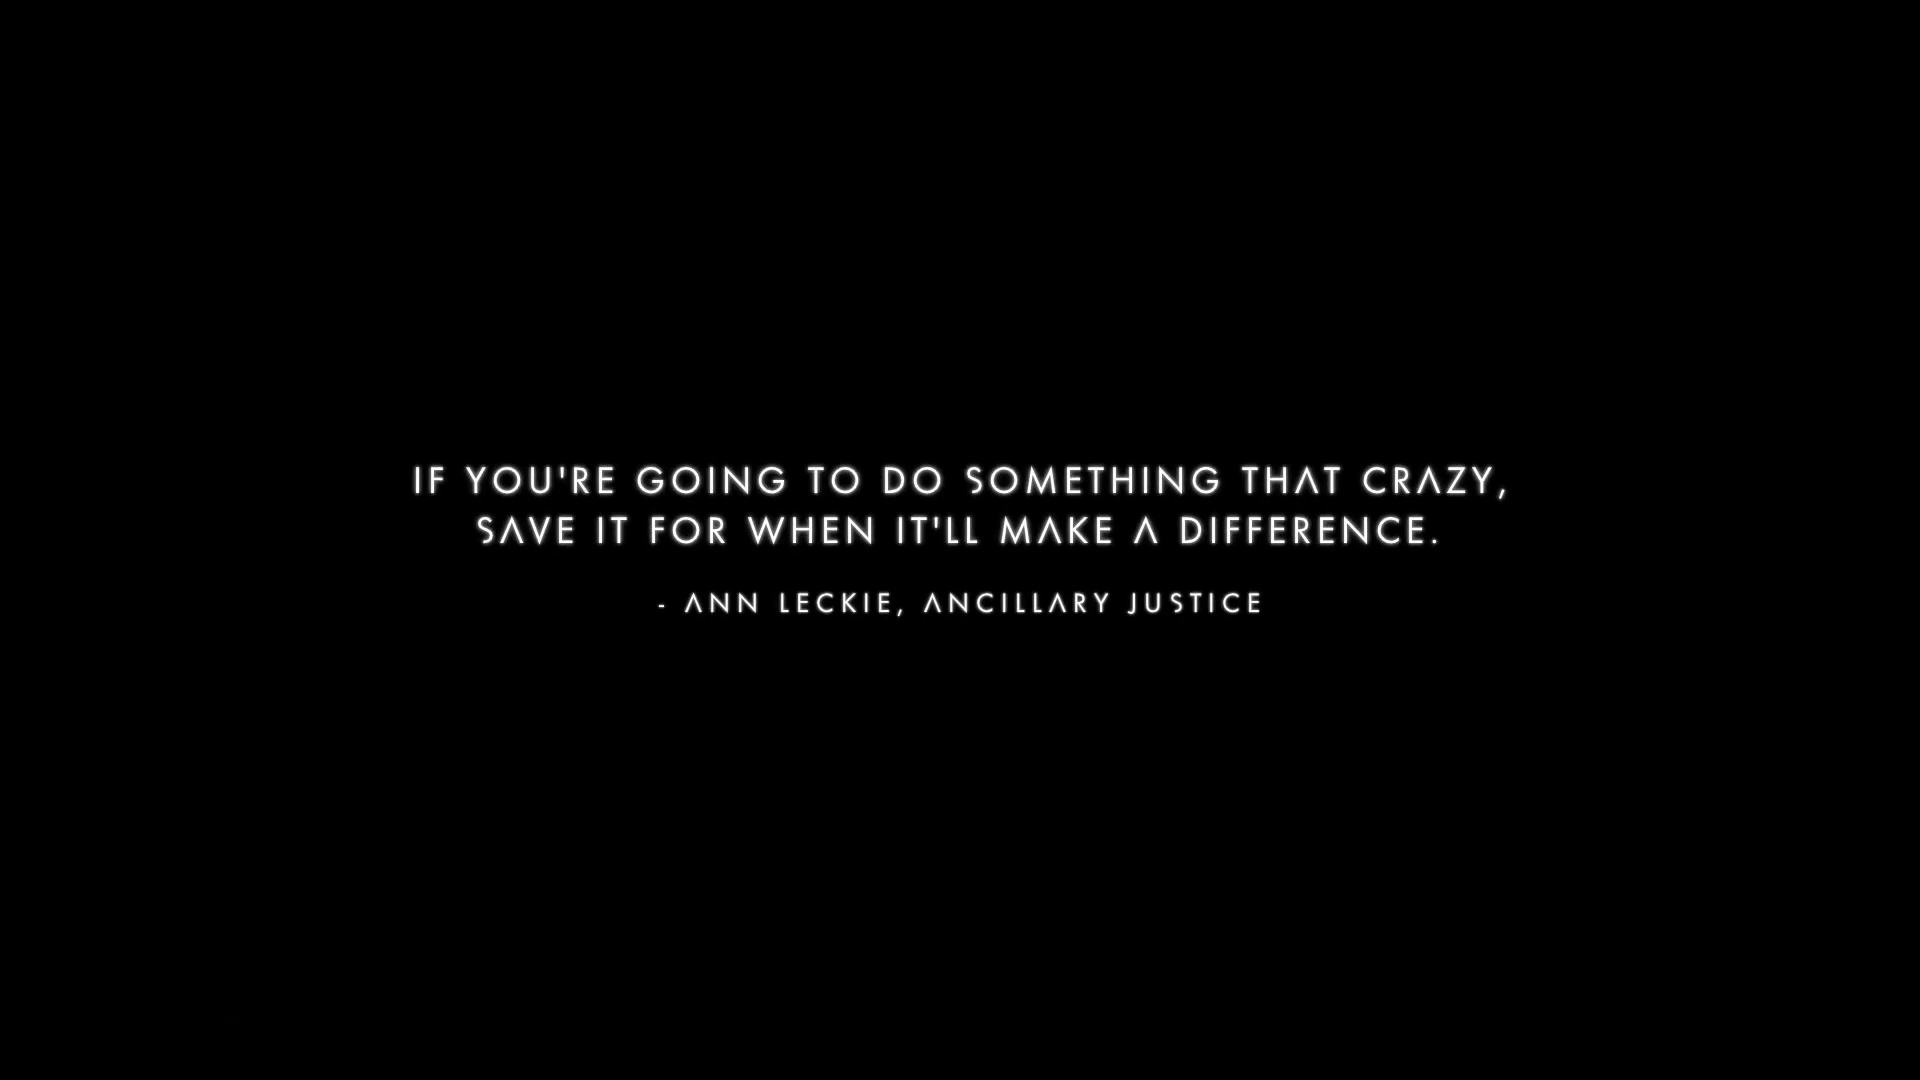 IF YOU'RE GOING TO DO SOMETHING THAT CRAZY,
SAVE IT FOR WHEN IT'LL MAKE A DIFFERENCE.
- ANN LECKIE, ANCILLARY JUSTICE